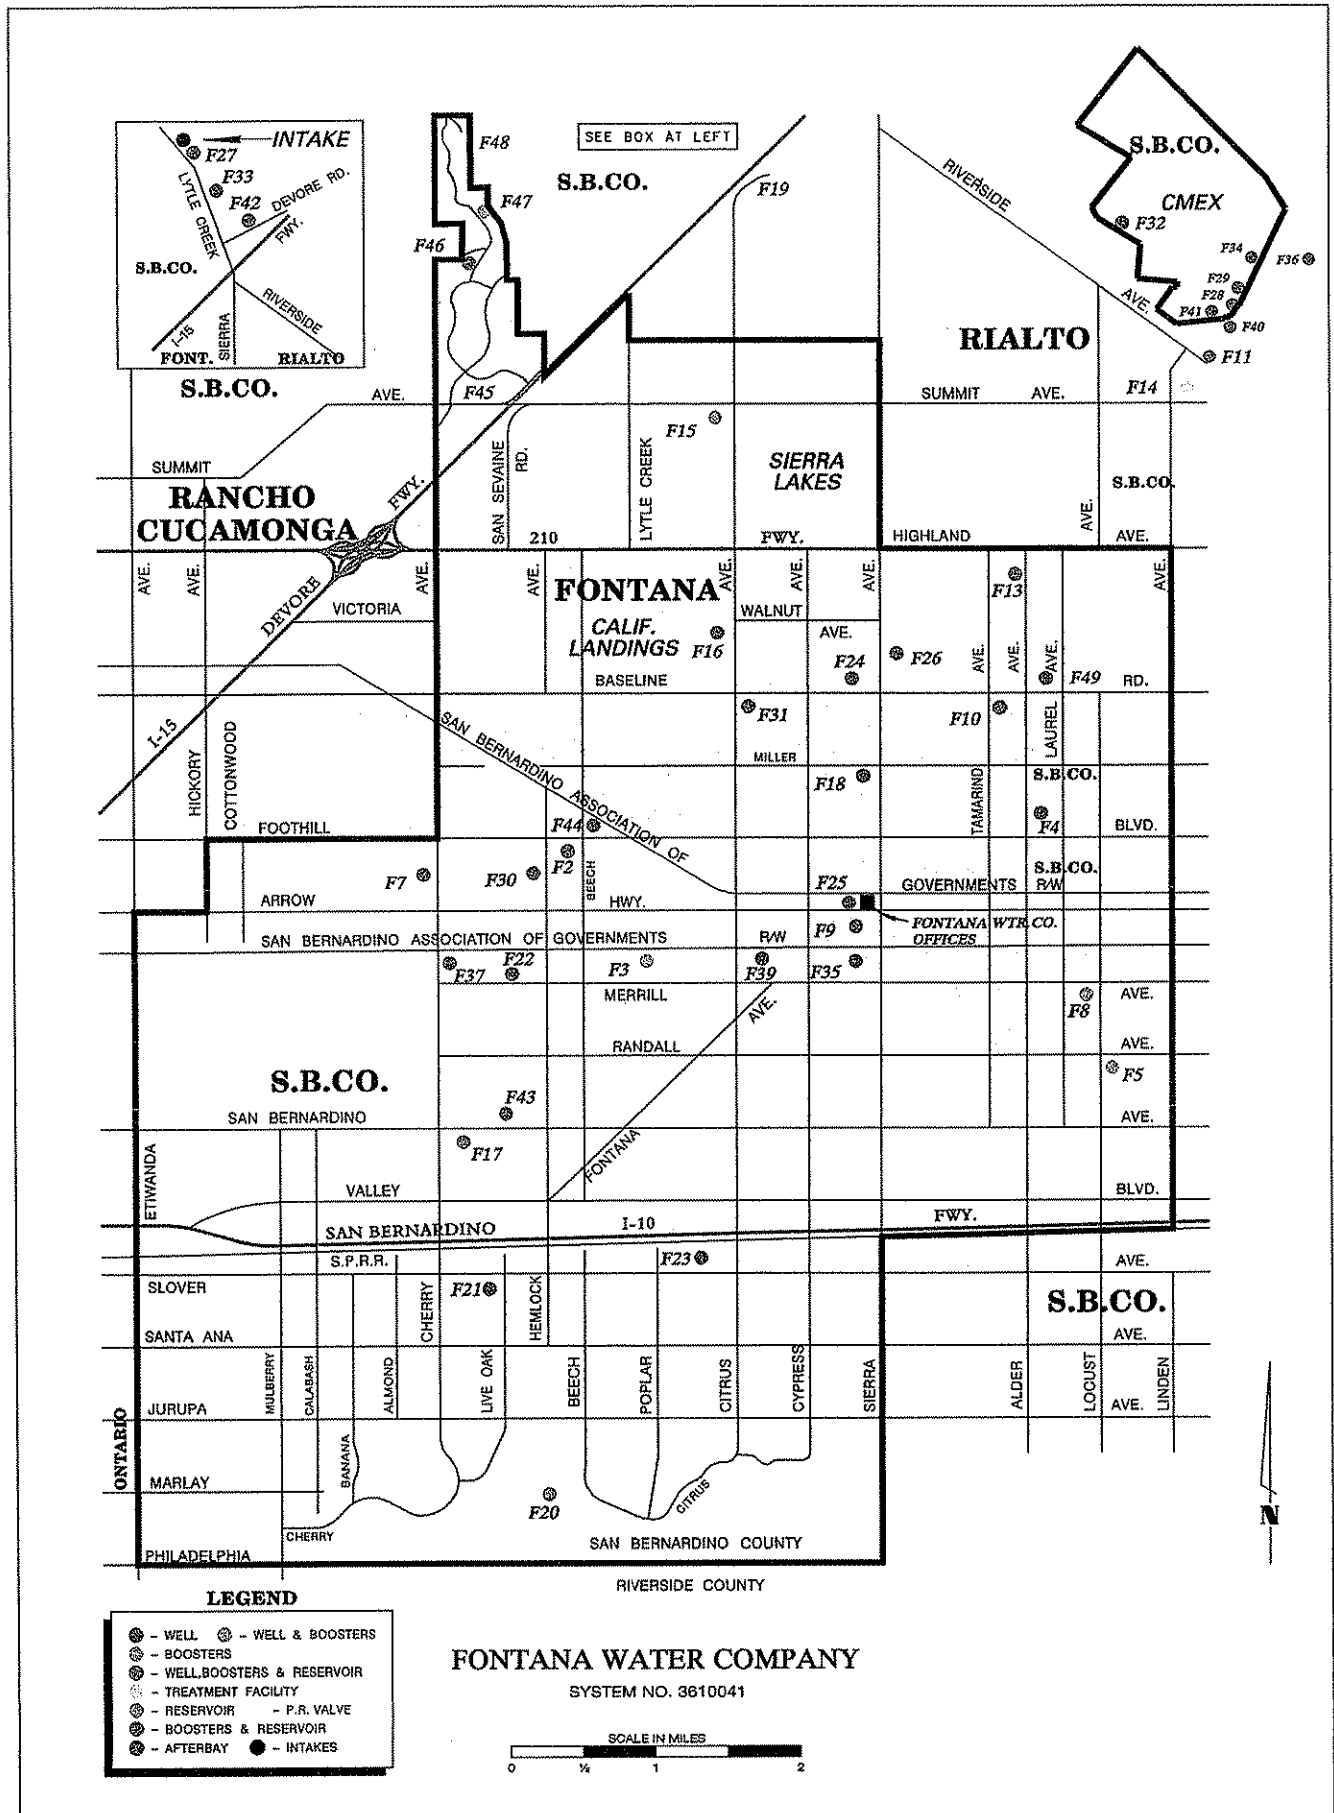 INTAKE
F27
F33
F42
DEVORE RD.
FWY.
LYTLE CREEK
S.B.CO.
I-15
SIERRA
RIVERSIDE
FONT.
RIALTO
SEE BOX AT LEFT
F48
F47
F46
F45
S.B.CO.
F19
RIVERSIDE
AVE.
S.B.CO.
CMEX
F32
F34
F36
F29
F28
F41
F40
F11
F14
RIALTO
S.B.CO.
AVE.
SUMMIT
AVE.
SUMMIT
F15
SAN SEVAINE
RD.
LYTLE CREEK
SIERRA
LAKES
S.B.CO.
AVE.
RANCHO
CUCAMONGA
FWY.
DEVORE
I-15
210
FWY.
HIGHLAND
AVE.
AVE.
AVE.
AVE.
AVE.
AVE.
AVE.
AVE.
AVE.
VICTORIA
FONTANA
CALIF.
LANDINGS
F16
WALNUT
AVE.
F24
F26
F13
AVE.
AVE.
AVE.
F49
BASELINE
RD.
F31
F10
LAUREL
HICKORY
COTTONWOOD
SAN BERNARDINO ASSOCIATION OF
MILLER
F18
TAMARIND
S.B.CO.
F4
FOOTHILL
BLVD.
F44
F2
F7
F30
BEECH
F25
GOVERNMENTS R/W
S.B.CO.
ARROW
HWY.
FONTANA WTR.CO.
OFFICES
F9
SAN BERNARDINO ASSOCIATION OF GOVERNMENTS
R/W
F37
F22
F3
F39
F35
MERRILL
AVE.
F8
AVE.
RANDALL
AVE.
F5
S.B.CO.
F43
SAN BERNARDINO
AVE.
F17
FONTANA
ETIWANDA
VALLEY
BLVD.
SAN BERNARDINO
I-10
FWY.
S.P.R.R.
F23
AVE.
SLOVER
CHERRY
F21
HEMLOCK
S.B.CO.
SANTA ANA
AVE.
MULBERRY
CALABASH
ALMOND
LIVE OAK
BEECH
POPLAR
CITRUS
CYPRESS
SIERRA
ALDER
LOCUST
LINDEN
JURUPA
AVE.
ONTARIO
BANANA
MARLAY
F20
CITRUS
CHERRY
SAN BERNARDINO COUNTY
PHILADELPHIA
RIVERSIDE COUNTY
N
LEGEND
- WELL - WELL & BOOSTERS
- BOOSTERS
- WELL,BOOSTERS & RESERVOIR
- TREATMENT FACILITY
- RESERVOIR - P.R. VALVE
- BOOSTERS & RESERVOIR
- AFTERBAY - INTAKES
FONTANA WATER COMPANY
SYSTEM NO. 3610041
SCALE IN MILES
0 ½ 1 2